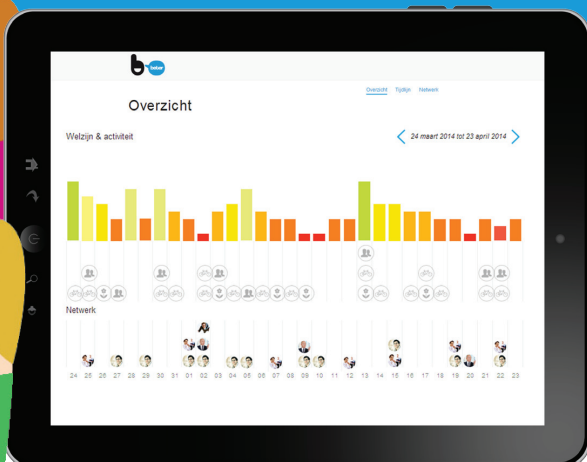 b
beter
Overzicht Tijdlijn Netwerk
Overzicht
Welzijn & activiteit
24 maart 2014 tot 23 april 2014
Netwerk
24 25 26 27 28 29 30 31 01 02 03 04 05 06 07 08 09 10 11 12 13 14 15 16 17 18 19 20 21 22 23